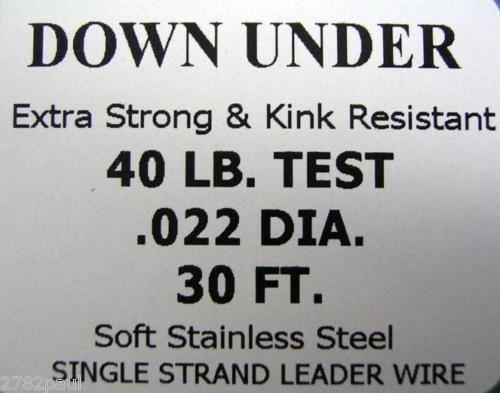 DOWN UNDER
Extra Strong & Kink Resistant
40 LB. TEST
.022 DIA.
30 FT.
Soft Stainless Steel
SINGLE STRAND LEADER WIRE
2782paul